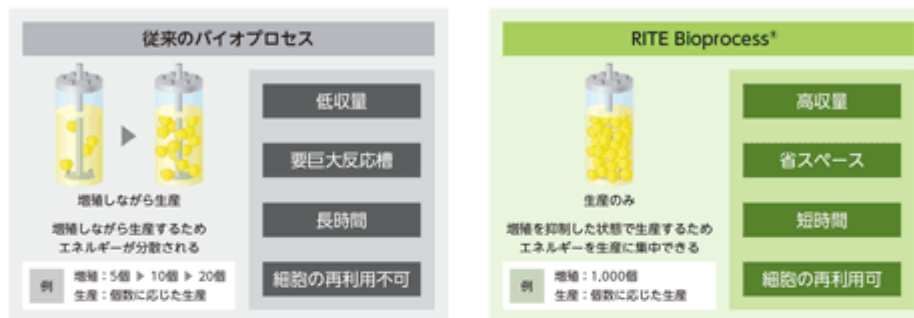 従来のバイオプロセス
増殖しながら生産
増殖しながら生産するため
エネルギーが分散される
例
増殖：5個 ▶ 10個 ▶ 20個
生産：個数に応じた生産
低収量
要巨大反応槽
長時間
細胞の再利用不可
RITE Bioprocess®
生産のみ
増殖を抑制した状態で生産するため
エネルギーを生産に集中できる
例
増殖：1,000個
生産：個数に応じた生産
高収量
省スペース
短時間
細胞の再利用可